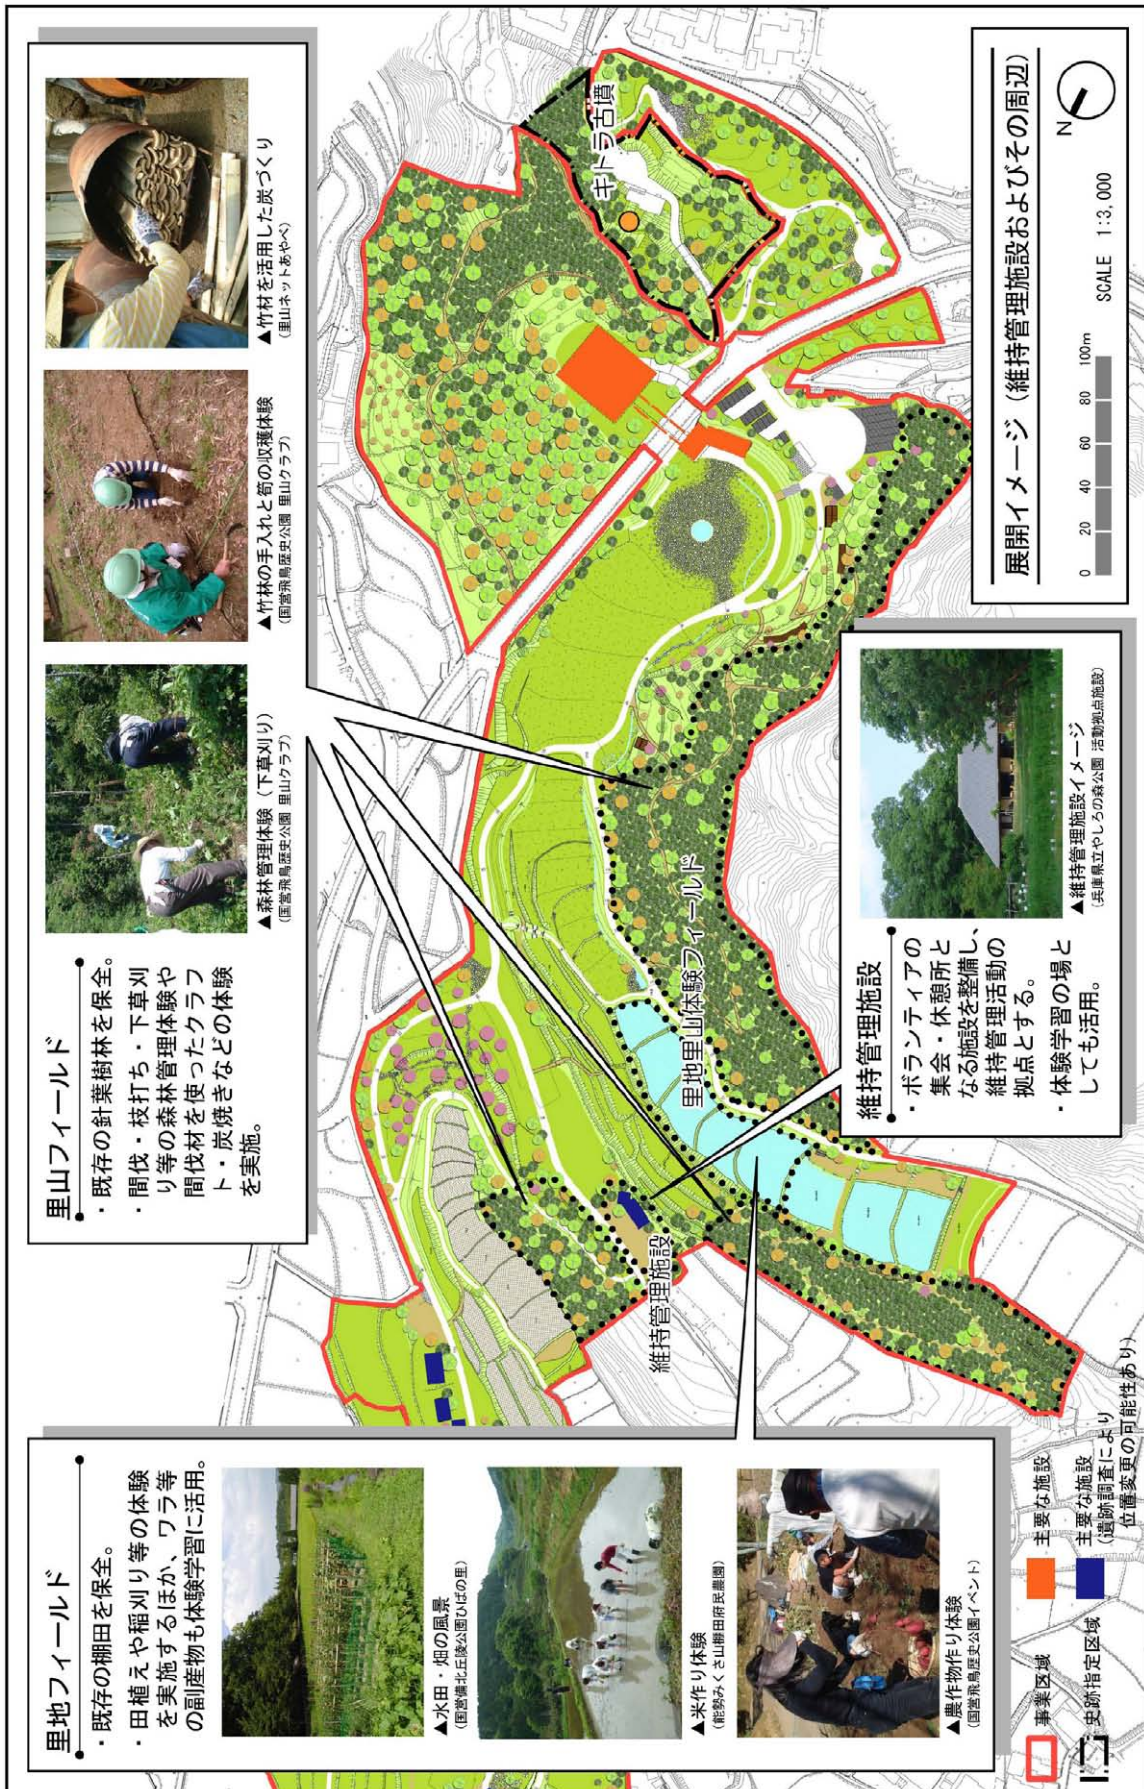 里地フィールド
・既存の棚田を保全。
・田植えや稲刈り等の体験
を実施するほか、ワラ等
の副産物も体験学習に活用。
▲水田・畑の風景
(国営備北丘陵公園ひばの里)
▲米作り体験
(能勢みくさ山棚田府民農園)
▲農作物作り体験
(国営飛鳥歴史公園イベント)
里山フィールド
・既存の針葉樹林を保全。
・間伐・枝打ち・下草刈
り等の森林管理体験や
間伐材を使ったクラフ
ト・炭焼きなどの体験
を実施。
▲森林管理体験(下草刈り)
(国営飛鳥歴史公園 里山クラブ)
▲竹林の手入れと筍の収穫体験
(国営飛鳥歴史公園 里山クラブ)
▲竹材を活用した炭づくり
(里山ネットあやべ)
キトラ古墳
里地里山体験フィールド
維持管理施設
維持管理施設
・ボランティアの
集会・休憩所と
なる施設を整備し、
維持管理活動の
拠点とする。
・体験学習の場と
しても活用。
▲維持管理施設イメージ
(兵庫県立やしろの森公園 活動拠点施設)
事業区域
史跡指定区域
主要な施設
主要な施設
(遺跡調査により
位置変更の可能性あり)
展開イメージ(維持管理施設およびその周辺)
0 20 40 60 80 100m
SCALE 1:3,000
N